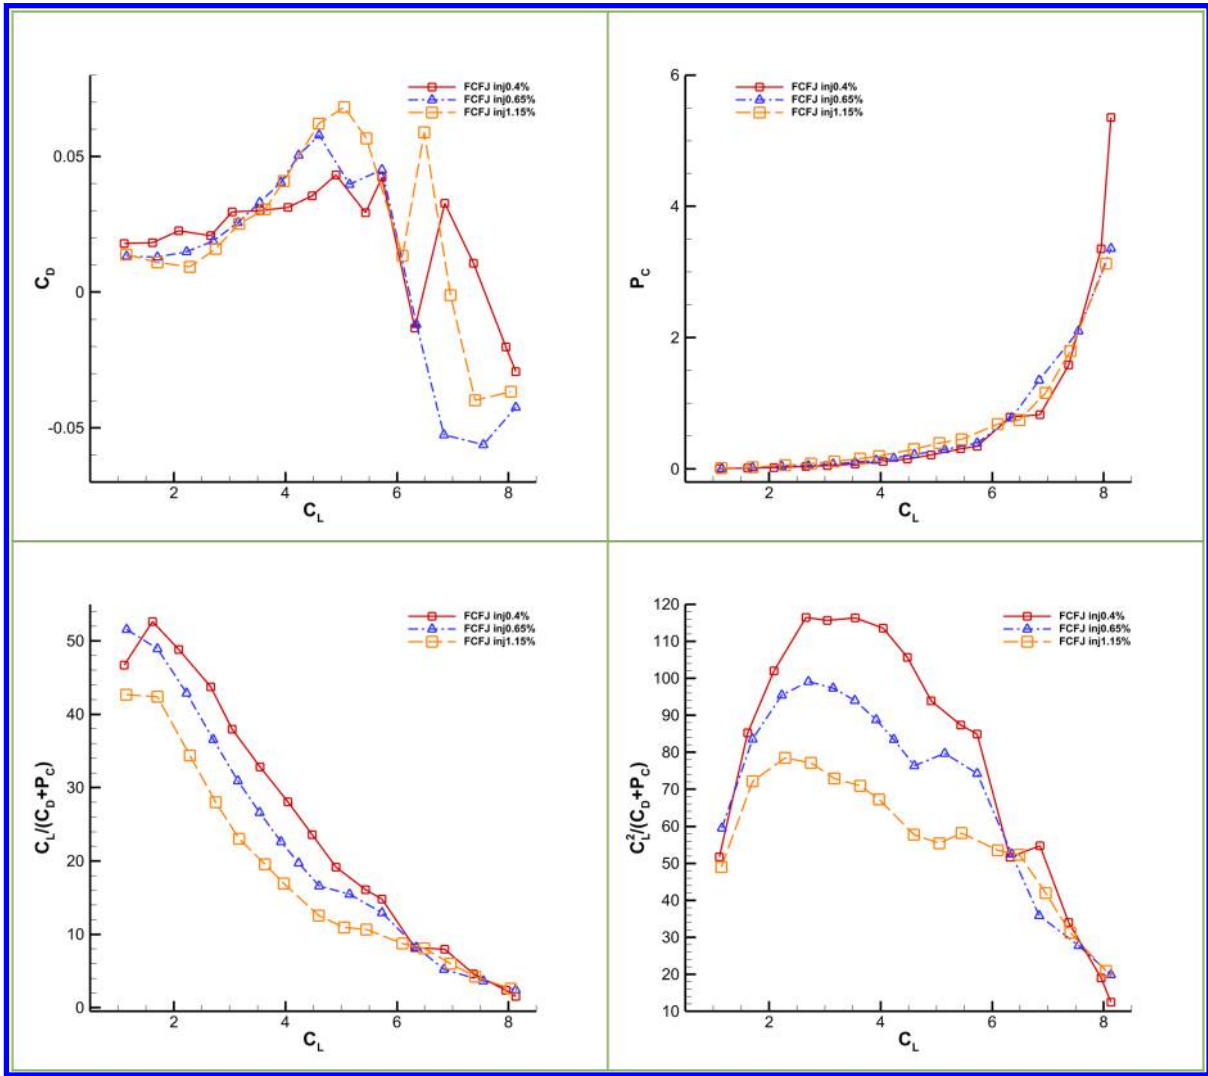 FCFJ inj0.4%
FCFJ inj0.65%
FCFJ inj1.15%
0.05
0
-0.05
C_D
2 4 6 8
C_L
FCFJ inj0.4%
FCFJ inj0.65%
FCFJ inj1.15%
6
4
2
0
P_C
2 4 6 8
C_L
FCFJ inj0.4%
FCFJ inj0.65%
FCFJ inj1.15%
50
40
30
20
10
0
C_L/(C_D+P_C)
2 4 6 8
C_L
FCFJ inj0.4%
FCFJ inj0.65%
FCFJ inj1.15%
120
110
100
90
80
70
60
50
40
30
20
10
C_L^2/(C_D+P_C)
2 4 6 8
C_L